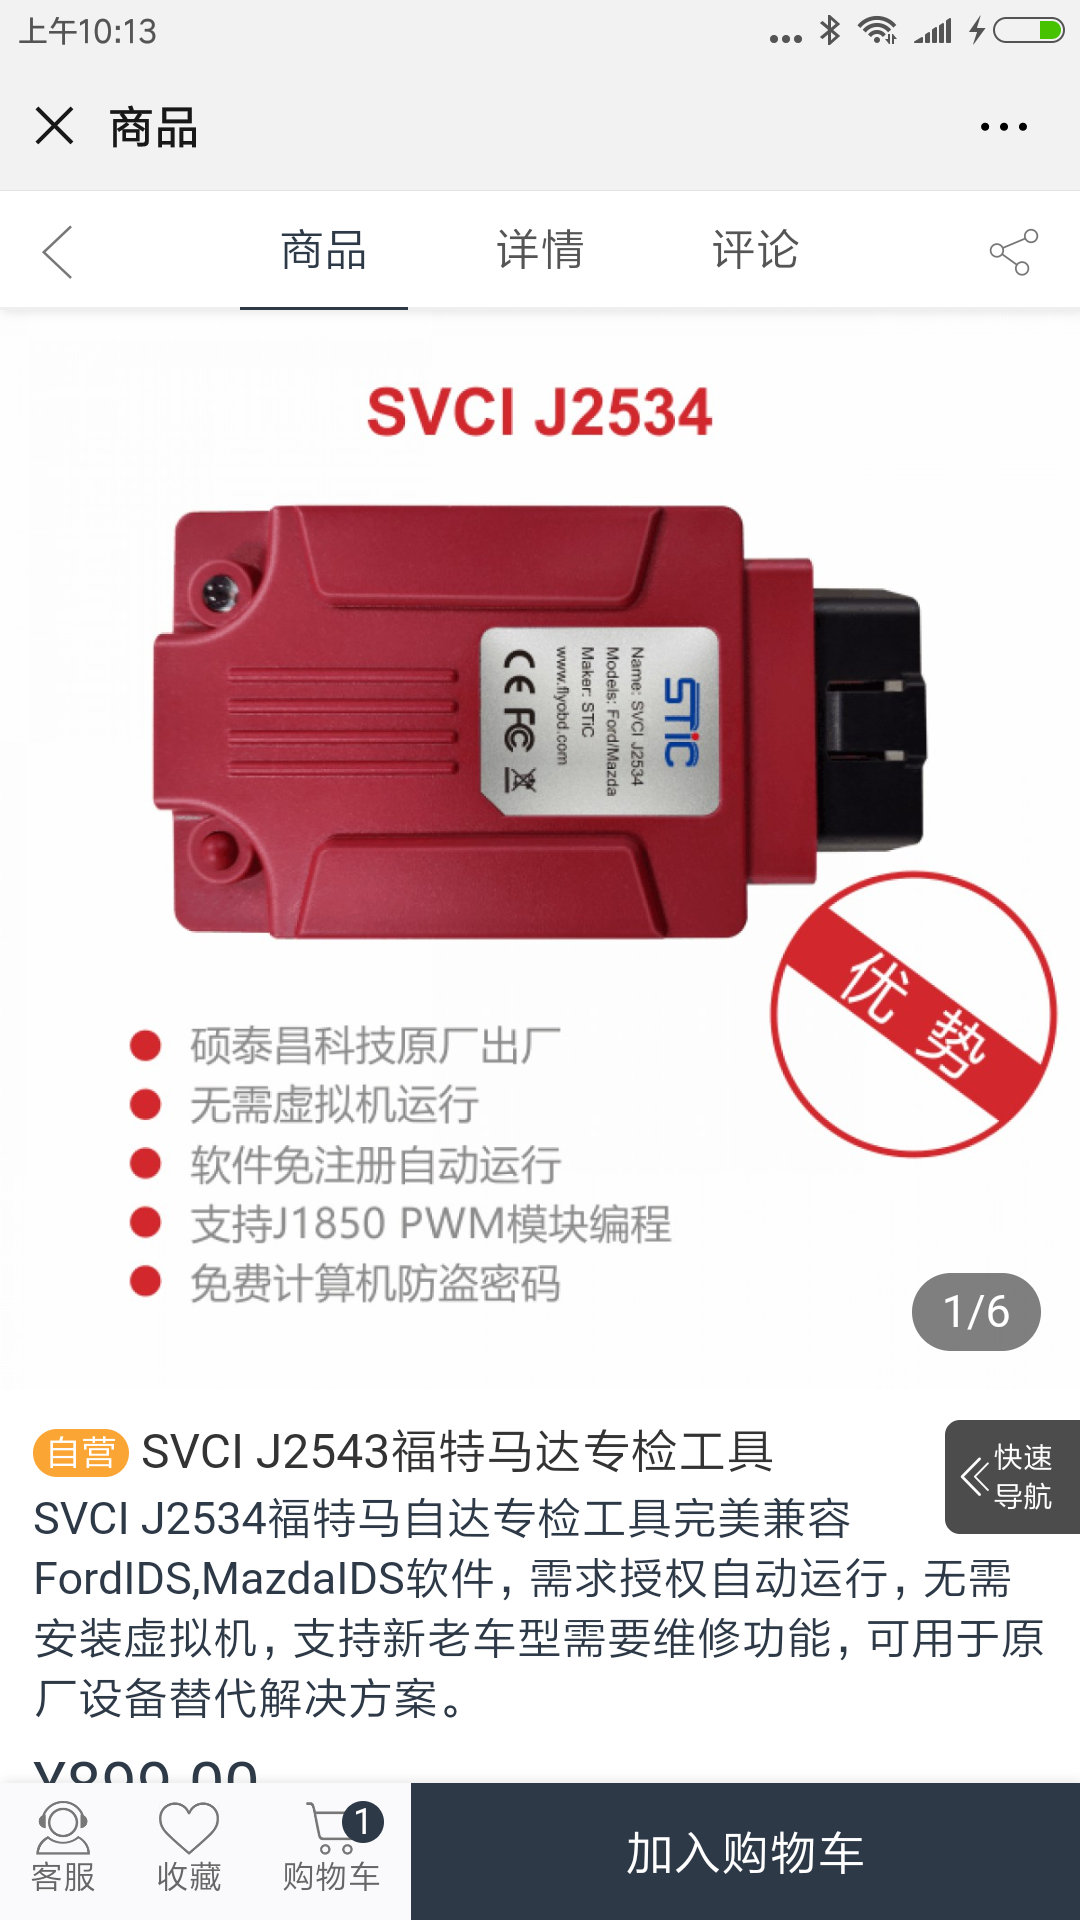 上午10:13
商品
商品
详情
评论
SVCI J2534
STiC
Name: SVCI J2534
Models: Ford/Mazda
Maker: STiC
www.flyobd.com
CE FC
优势
硕泰昌科技原厂出厂
无需虚拟机运行
软件免注册自动运行
支持J1850 PWM模块编程
免费计算机防盗密码
1/6
自营 SVCI J2543福特马达专检工具
快速
导航
SVCI J2534福特马自达专检工具完美兼容
FordIDS,MazdaIDS软件，需求授权自动运行，无需
安装虚拟机，支持新老车型需要维修功能，可用于原
厂设备替代解决方案。
¥899.00
1
客服
收藏
购物车
加入购物车